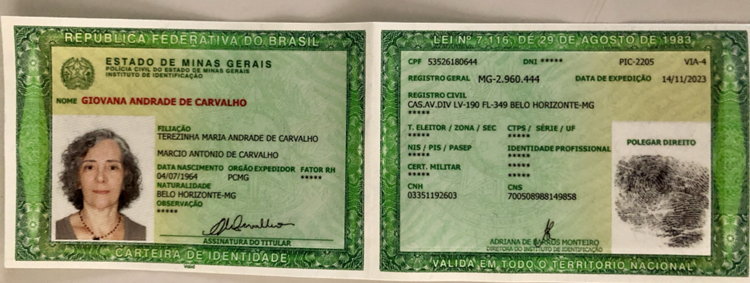 REPÚBLICA FEDERATIVA DO BRASIL
ESTADO DE MINAS GERAIS
POLÍCIA CIVIL DO ESTADO DE MINAS GERAIS
INSTITUTO DE IDENTIFICAÇÃO
NOME GIOVANA ANDRADE DE CARVALHO
FILIAÇÃO
TEREZINHA MARIA ANDRADE DE CARVALHO
MARCIO ANTONIO DE CARVALHO
DATA NASCIMENTO ORGÃO EXPEDIDOR FATOR RH
04/07/1964 PCMG *****
NATURALIDADE
BELO HORIZONTE-MG
OBSERVAÇÃO
*****
ASSINATURA DO TITULAR
CARTEIRA DE IDENTIDADE
LEI Nº 7.116, DE 29 DE AGOSTO DE 1983
CPF 53526180644 DNI ***** PIC-2205 VIA-4
REGISTRO GERAL MG-2.960.444 DATA DE EXPEDIÇÃO 14/11/2023
REGISTRO CIVIL
CAS.AV.DIV LV-190 FL-349 BELO HORIZONTE-MG
*****
T. ELEITOR / ZONA / SEC CTPS / SÉRIE / UF
***** *****
NIS / PIS / PASEP IDENTIDADE PROFISSIONAL
***** *****
CERT. MILITAR *****
***** *****
CNH CNS
03351192603 700508988149858
POLEGAR DIREITO
ADRIANA DE BARROS MONTEIRO
DIRETORIA DO INSTITUTO DE IDENTIFICAÇÃO
VÁLIDA EM TODO O TERRITÓRIO NACIONAL